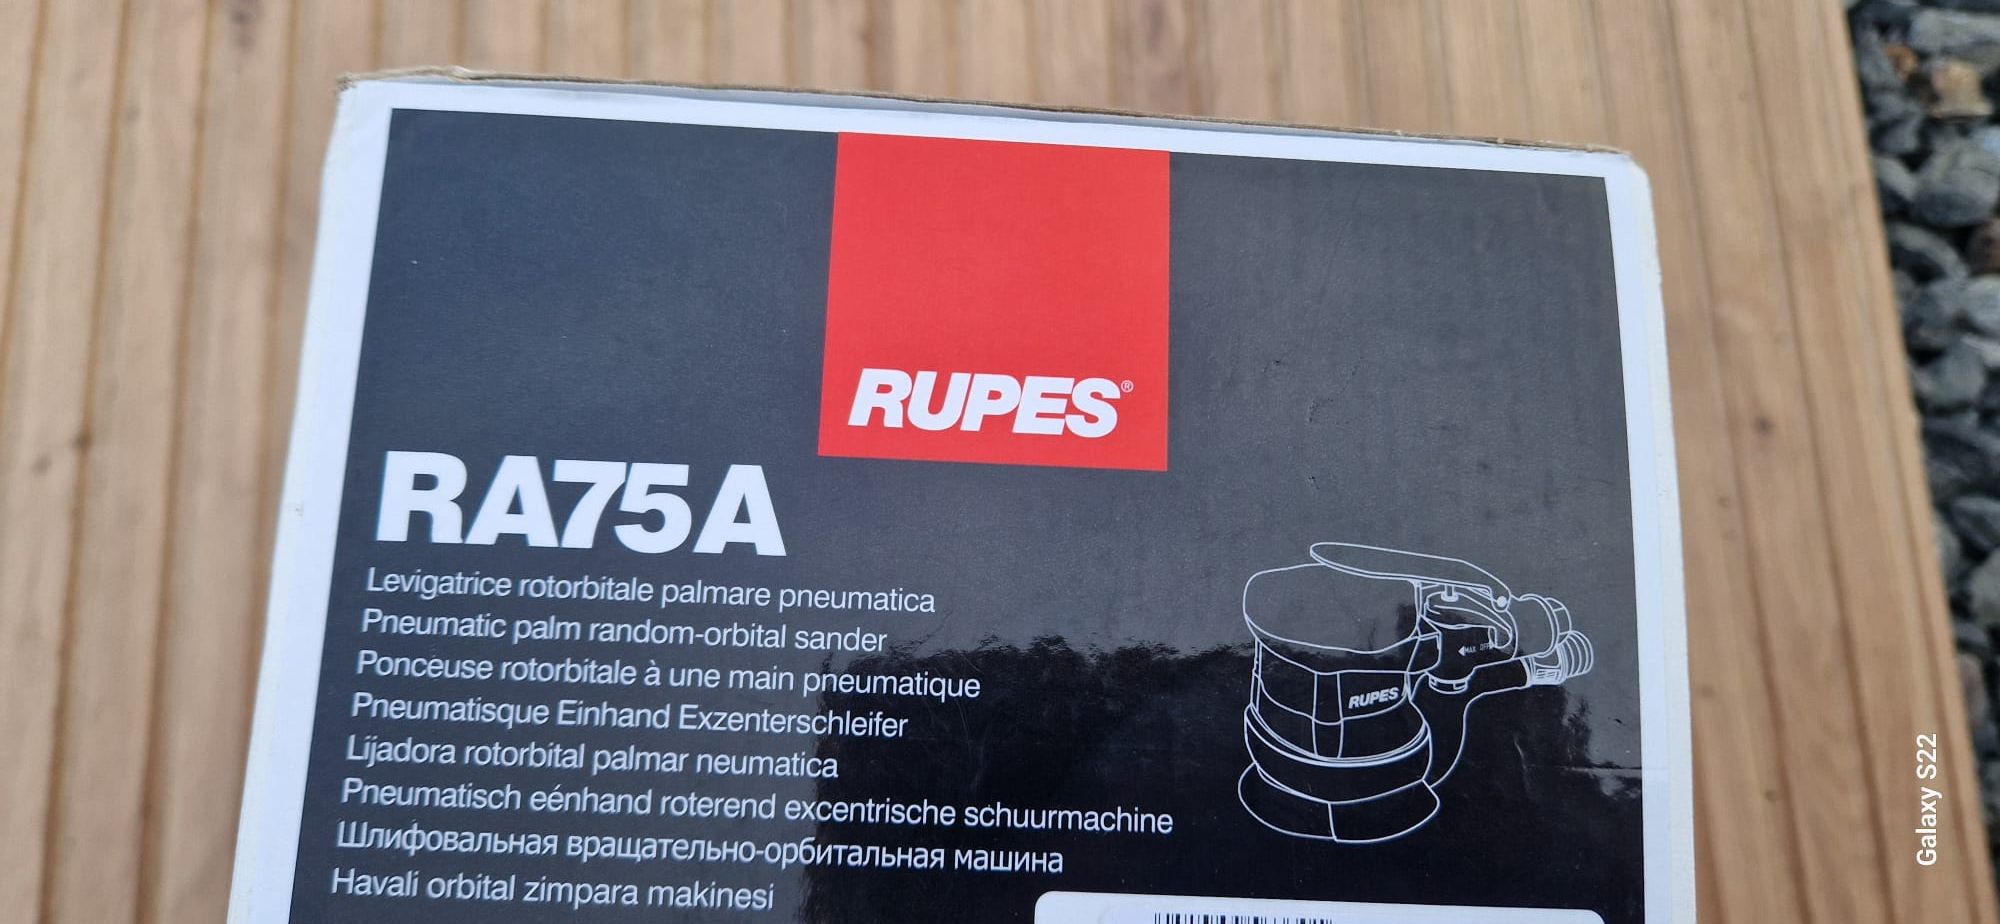 RUPES®
RA75A
Levigatrice rotorbitale palmare pneumatica
Pneumatic palm random-orbital sander
Ponceuse rotorbitale à une main pneumatique
Pneumatisque Einhand Exzenterschleifer
Lijadora rotorbital palmar neumatica
Pneumatisch eénhand roterend excentrische schuurmachine
Шлифовальная вращательно-орбитальная машина
Havali orbital zimpara makinesi
MAX OFF
RUPES
Galaxy S22